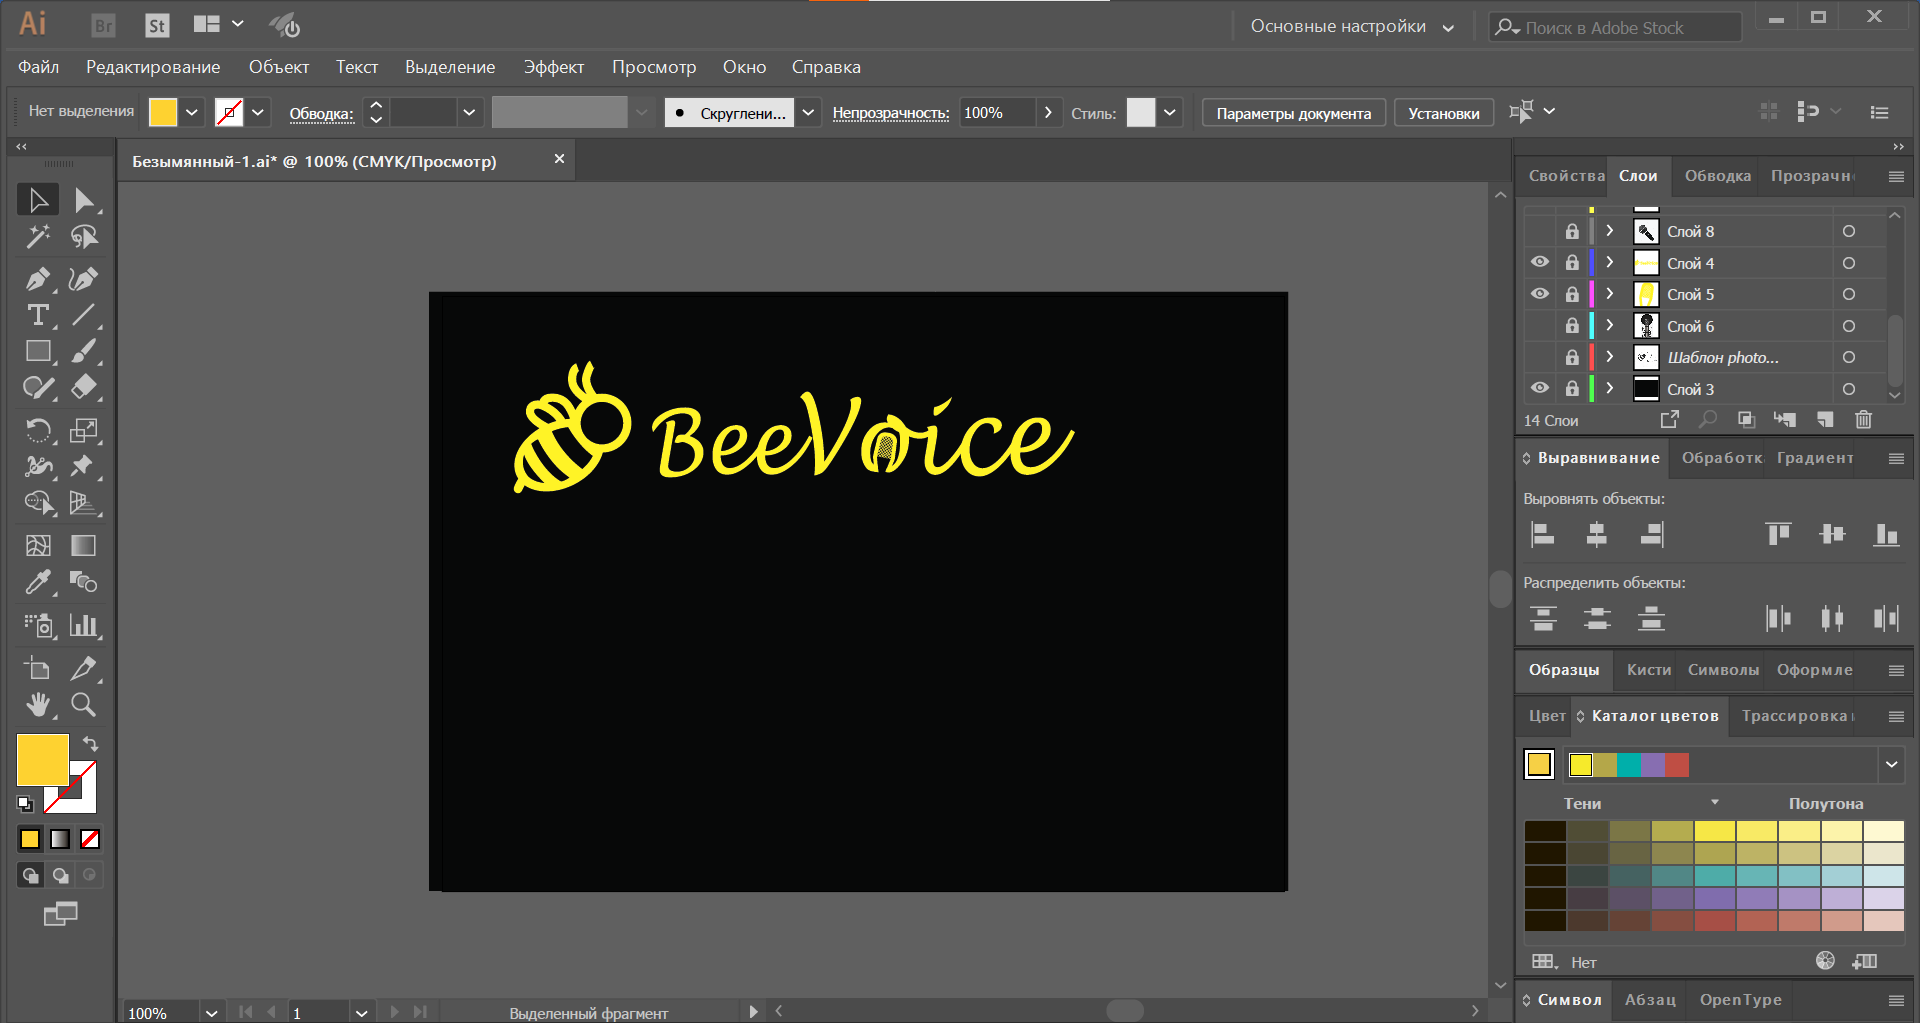 Ai
Br
St
Основные настройки
Поиск в Adobe Stock
Файл Редактирование Объект Текст Выделение Эффект Просмотр Окно Справка
Нет выделения
Обводка:
Скруглени...
Непрозрачность: 100%
Стиль:
Параметры документа
Установки
Безымянный-1.ai* @ 100% (CMYK/Просмотр)
Свойства Слои Обводка Прозрачн
Слой 8
Слой 4
Слой 5
Слой 6
Шаблон photo...
Слой 3
14 Слои
BeeVoice
Выравнивание Обработк Градиент
Выровнять объекты:
Распределить объекты:
Образцы Кисти Символы Оформле
Цвет Каталог цветов Трассировка
Тени Полутона
Нет
Символ Абзац OpenType
100% 1 Выделенный фрагмент